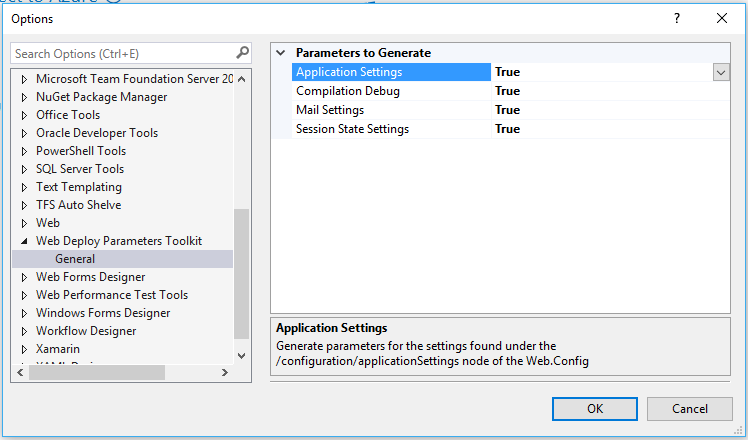 Options
?
Search Options (Ctrl+E)
Microsoft Team Foundation Server 20
NuGet Package Manager
Office Tools
Oracle Developer Tools
PowerShell Tools
SQL Server Tools
Text Templating
TFS Auto Shelve
Web
Web Deploy Parameters Toolkit
General
Web Forms Designer
Web Performance Test Tools
Windows Forms Designer
Workflow Designer
Xamarin
Parameters to Generate
Application Settings True
Compilation Debug True
Mail Settings True
Session State Settings True
Application Settings
Generate parameters for the settings found under the
/configuration/applicationSettings node of the Web.Config
OK Cancel